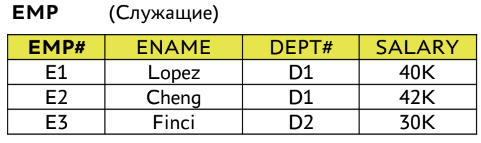 EMP (Служащие)
EMP# ENAME DEPT# SALARY
E1 Lopez D1 40K
E2 Cheng D1 42K
E3 Finci D2 30K